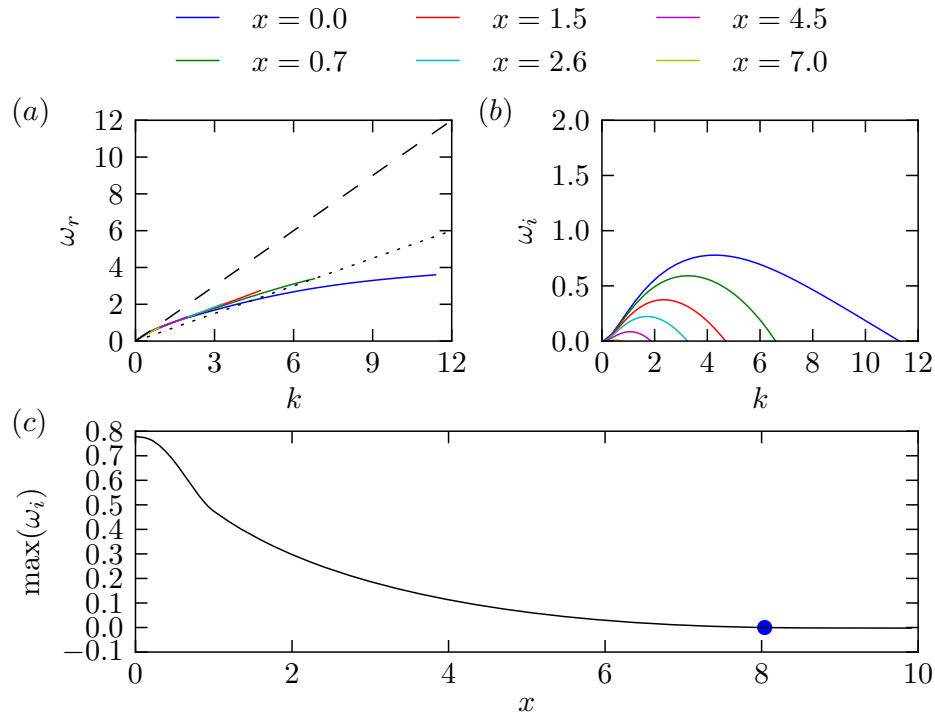 x = 0.0 x = 1.5 x = 4.5
x = 0.7 x = 2.6 x = 7.0
(a) (b)
12
10
8
6
4
2
0
ω_r
0 3 6 9 12
k
2.0
1.5
1.0
0.5
0.0
ω_i
0 2 4 6 8 10 12
k
(c)
0.8
0.7
0.6
0.5
0.4
0.3
0.2
0.1
0.0
−0.1
max(ω_i)
0 2 4 6 8 10
x